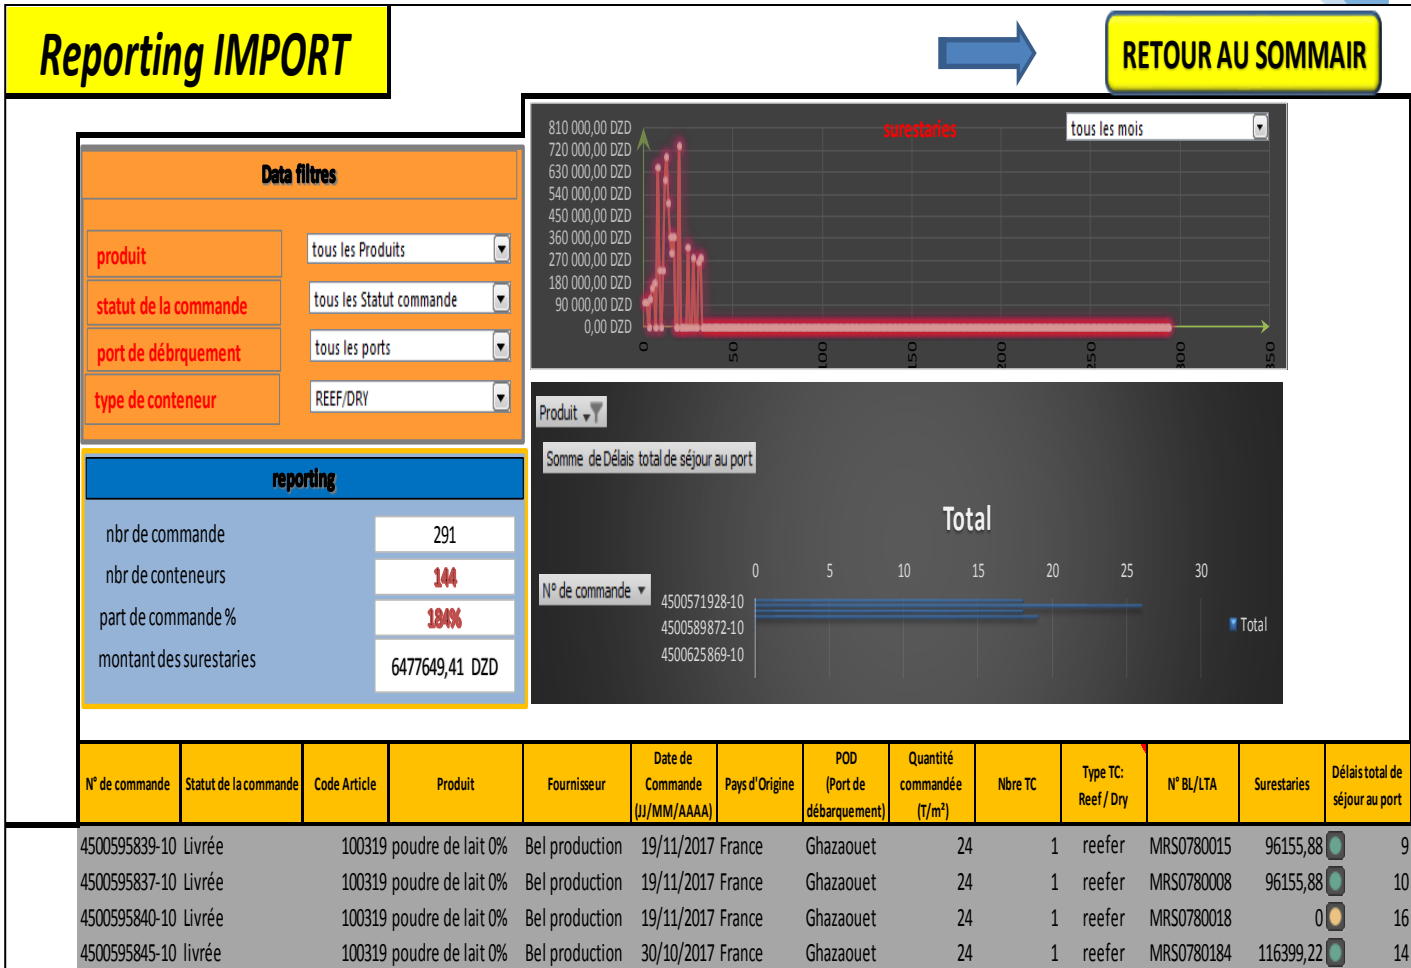 Reporting IMPORT
RETOUR AU SOMMAIR
Data filtres
produit
tous les Produits
statut de la commande
tous les Statut commande
port de débrquement
tous les ports
type de conteneur
REEF/DRY
reporting
nbr de commande
291
nbr de conteneurs
144
part de commande %
184%
montant des surestaries
6477649,41 DZD
surestaries
tous les mois
810 000,00 DZD
720 000,00 DZD
630 000,00 DZD
540 000,00 DZD
450 000,00 DZD
360 000,00 DZD
270 000,00 DZD
180 000,00 DZD
90 000,00 DZD
0,00 DZD
0 50 100 150 200 250 300 350
Produit
Somme de Délais total de séjour au port
Total
0 5 10 15 20 25 30
N° de commande
4500571928-10
4500589872-10
4500625869-10
Total
N° de commande
Statut de la commande
Code Article
Produit
Fournisseur
Date de
Commande
(JJ/MM/AAAA)
Pays d'Origine
POD
(Port de
débarquement)
Quantité
commandée
(T/m²)
Nbre TC
Type TC:
Reef / Dry
N° BL/LTA
Surestaries
Délais total de
séjour au port
4500595839-10 Livrée 100319 poudre de lait 0% Bel production 19/11/2017 France Ghazaouet 24 1 reefer MRS0780015 96155,88 9
4500595837-10 Livrée 100319 poudre de lait 0% Bel production 19/11/2017 France Ghazaouet 24 1 reefer MRS0780008 96155,88 10
4500595840-10 Livrée 100319 poudre de lait 0% Bel production 19/11/2017 France Ghazaouet 24 1 reefer MRS0780018 0 16
4500595845-10 livrée 100319 poudre de lait 0% Bel production 30/10/2017 France Ghazaouet 24 1 reefer MRS0780184 116399,22 14